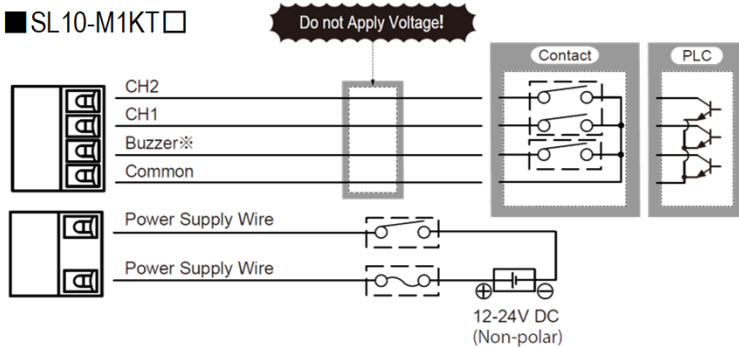 ■SL10-M1KT□
Do not Apply Voltage!
Contact
PLC
CH2
CH1
Buzzer※
Common
Power Supply Wire
Power Supply Wire
12-24V DC
(Non-polar)